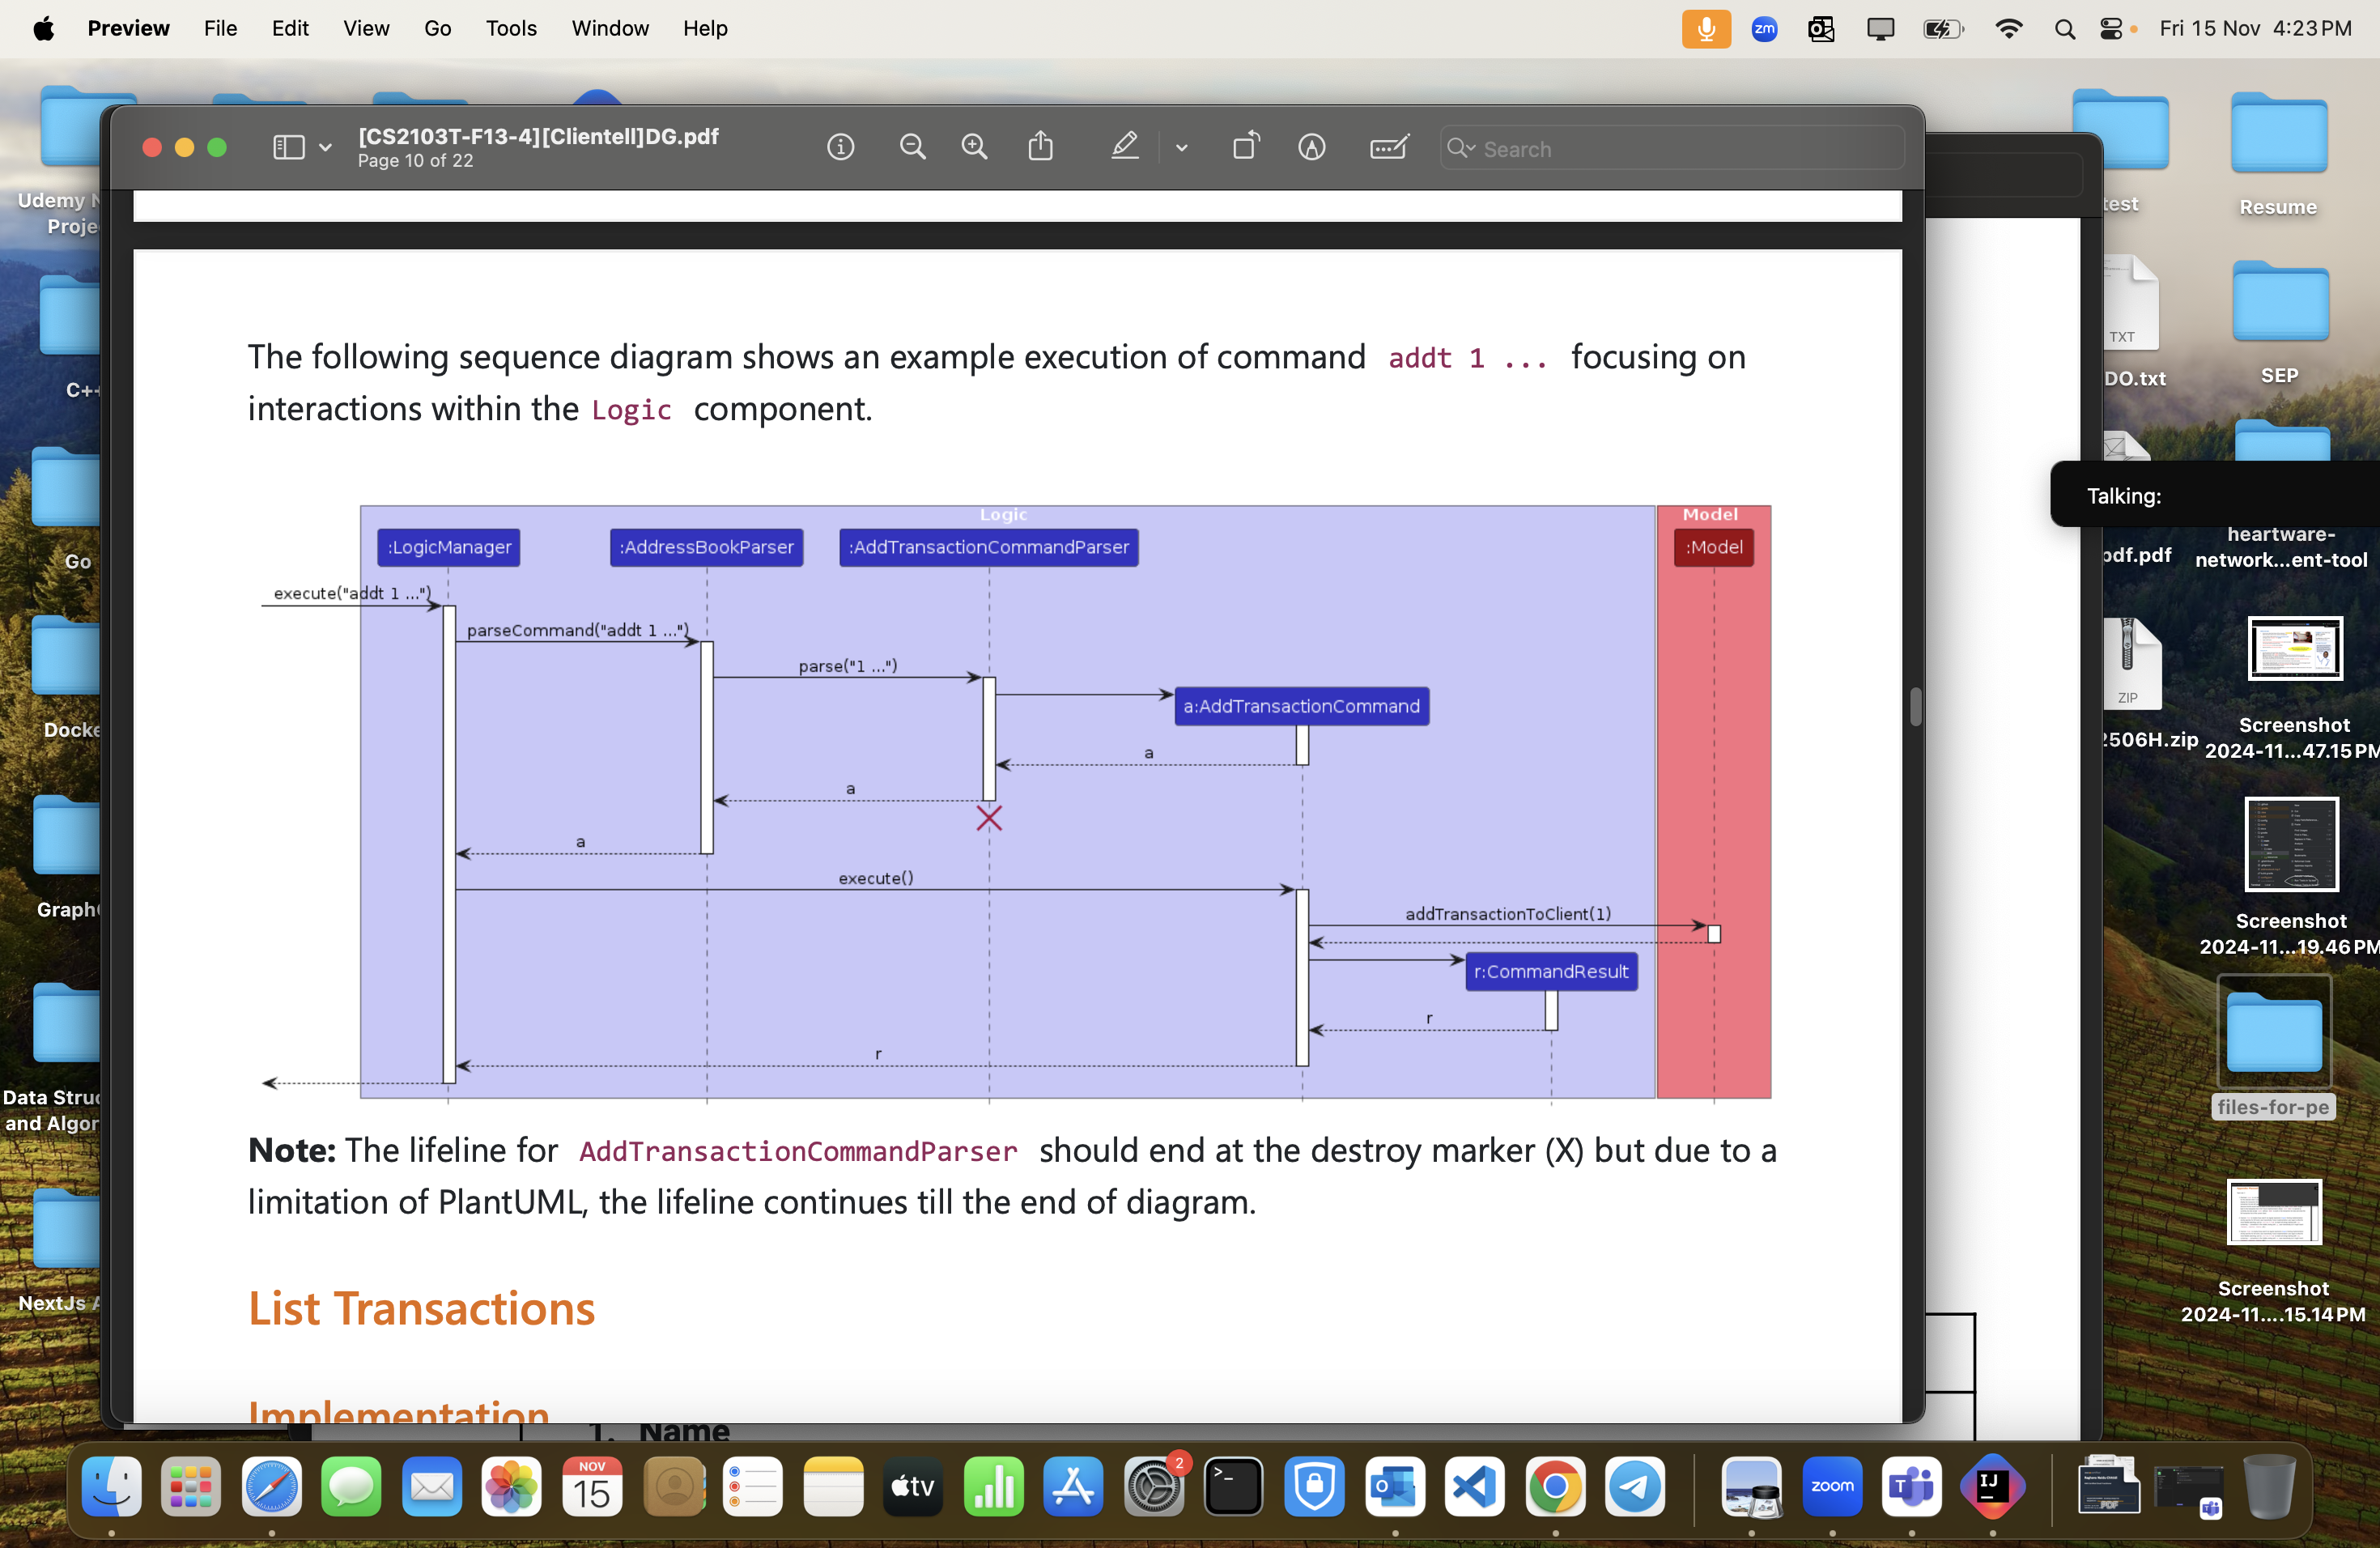 Preview File Edit View Go Tools Window Help
zm
Fri 15 Nov 4:23 PM
[CS2103T-F13-4][Clientell]DG.pdf
Page 10 of 22
Search
The following sequence diagram shows an example execution of command addt 1 ... focusing on
interactions within the Logic component.
Logic
Model
:LogicManager
:AddressBookParser
:AddTransactionCommandParser
:Model
execute("addt 1 ...")
parseCommand("addt 1 ...")
parse("1 ...")
a:AddTransactionCommand
a
a
a
execute()
addTransactionToClient(1)
r:CommandResult
r
r
Note: The lifeline for AddTransactionCommandParser should end at the destroy marker (X) but due to a
limitation of PlantUML, the lifeline continues till the end of diagram.
List Transactions
Implementation
1. Name
Udemy N
Proje
C++
Go
Docke
Graph
Data Struc
and Algor
NextJs A
test
Resume
TXT
DO.txt
SEP
Talking:
pdf.pdf
heartware-
network...ent-tool
ZIP
2506H.zip
Screenshot
2024-11...47.15 PM
Screenshot
2024-11...19.46 PM
files-for-pe
Screenshot
2024-11....15.14 PM
NOV
15
tv
2
zoom
IJ
PDF